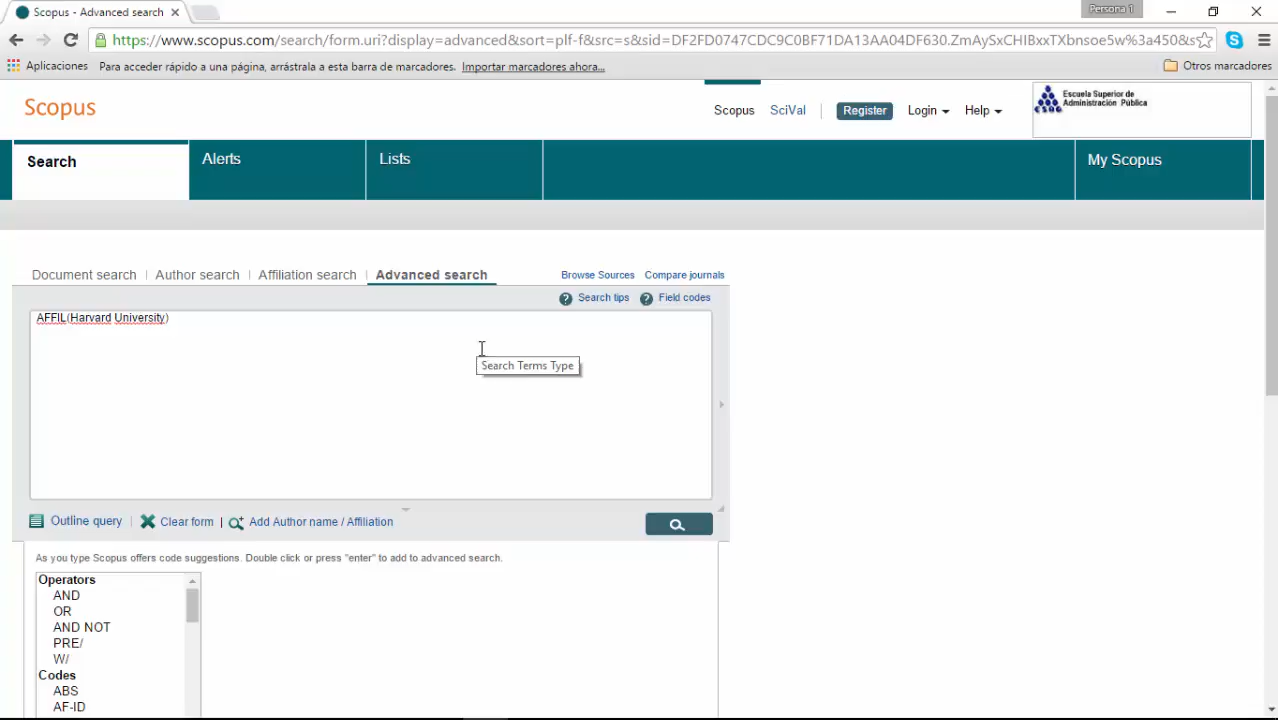 Scopus - Advanced search
Persona 1
https://www.scopus.com/search/form.uri?display=advanced&sort=plf-f&src=s&sid=DF2FD0747CDC9C0BF71DA13AA04DF630.ZmAySxCHIBxxTXbnsoe5w%3a450&s
Aplicaciones Para acceder rápido a una página, arrástrala a esta barra de marcadores. Importar marcadores ahora... Otros marcadores
Scopus
Scopus SciVal Register Login Help
Escuela Superior de
Administración Pública
Search Alerts Lists My Scopus
Document search Author search Affiliation search Advanced search Browse Sources Compare journals
Search tips Field codes
AFFIL(Harvard University)
Search Terms Type
Outline query Clear form Add Author name / Affiliation
As you type Scopus offers code suggestions. Double click or press "enter" to add to advanced search.
Operators
AND
OR
AND NOT
PRE/
W/
Codes
ABS
AF-ID